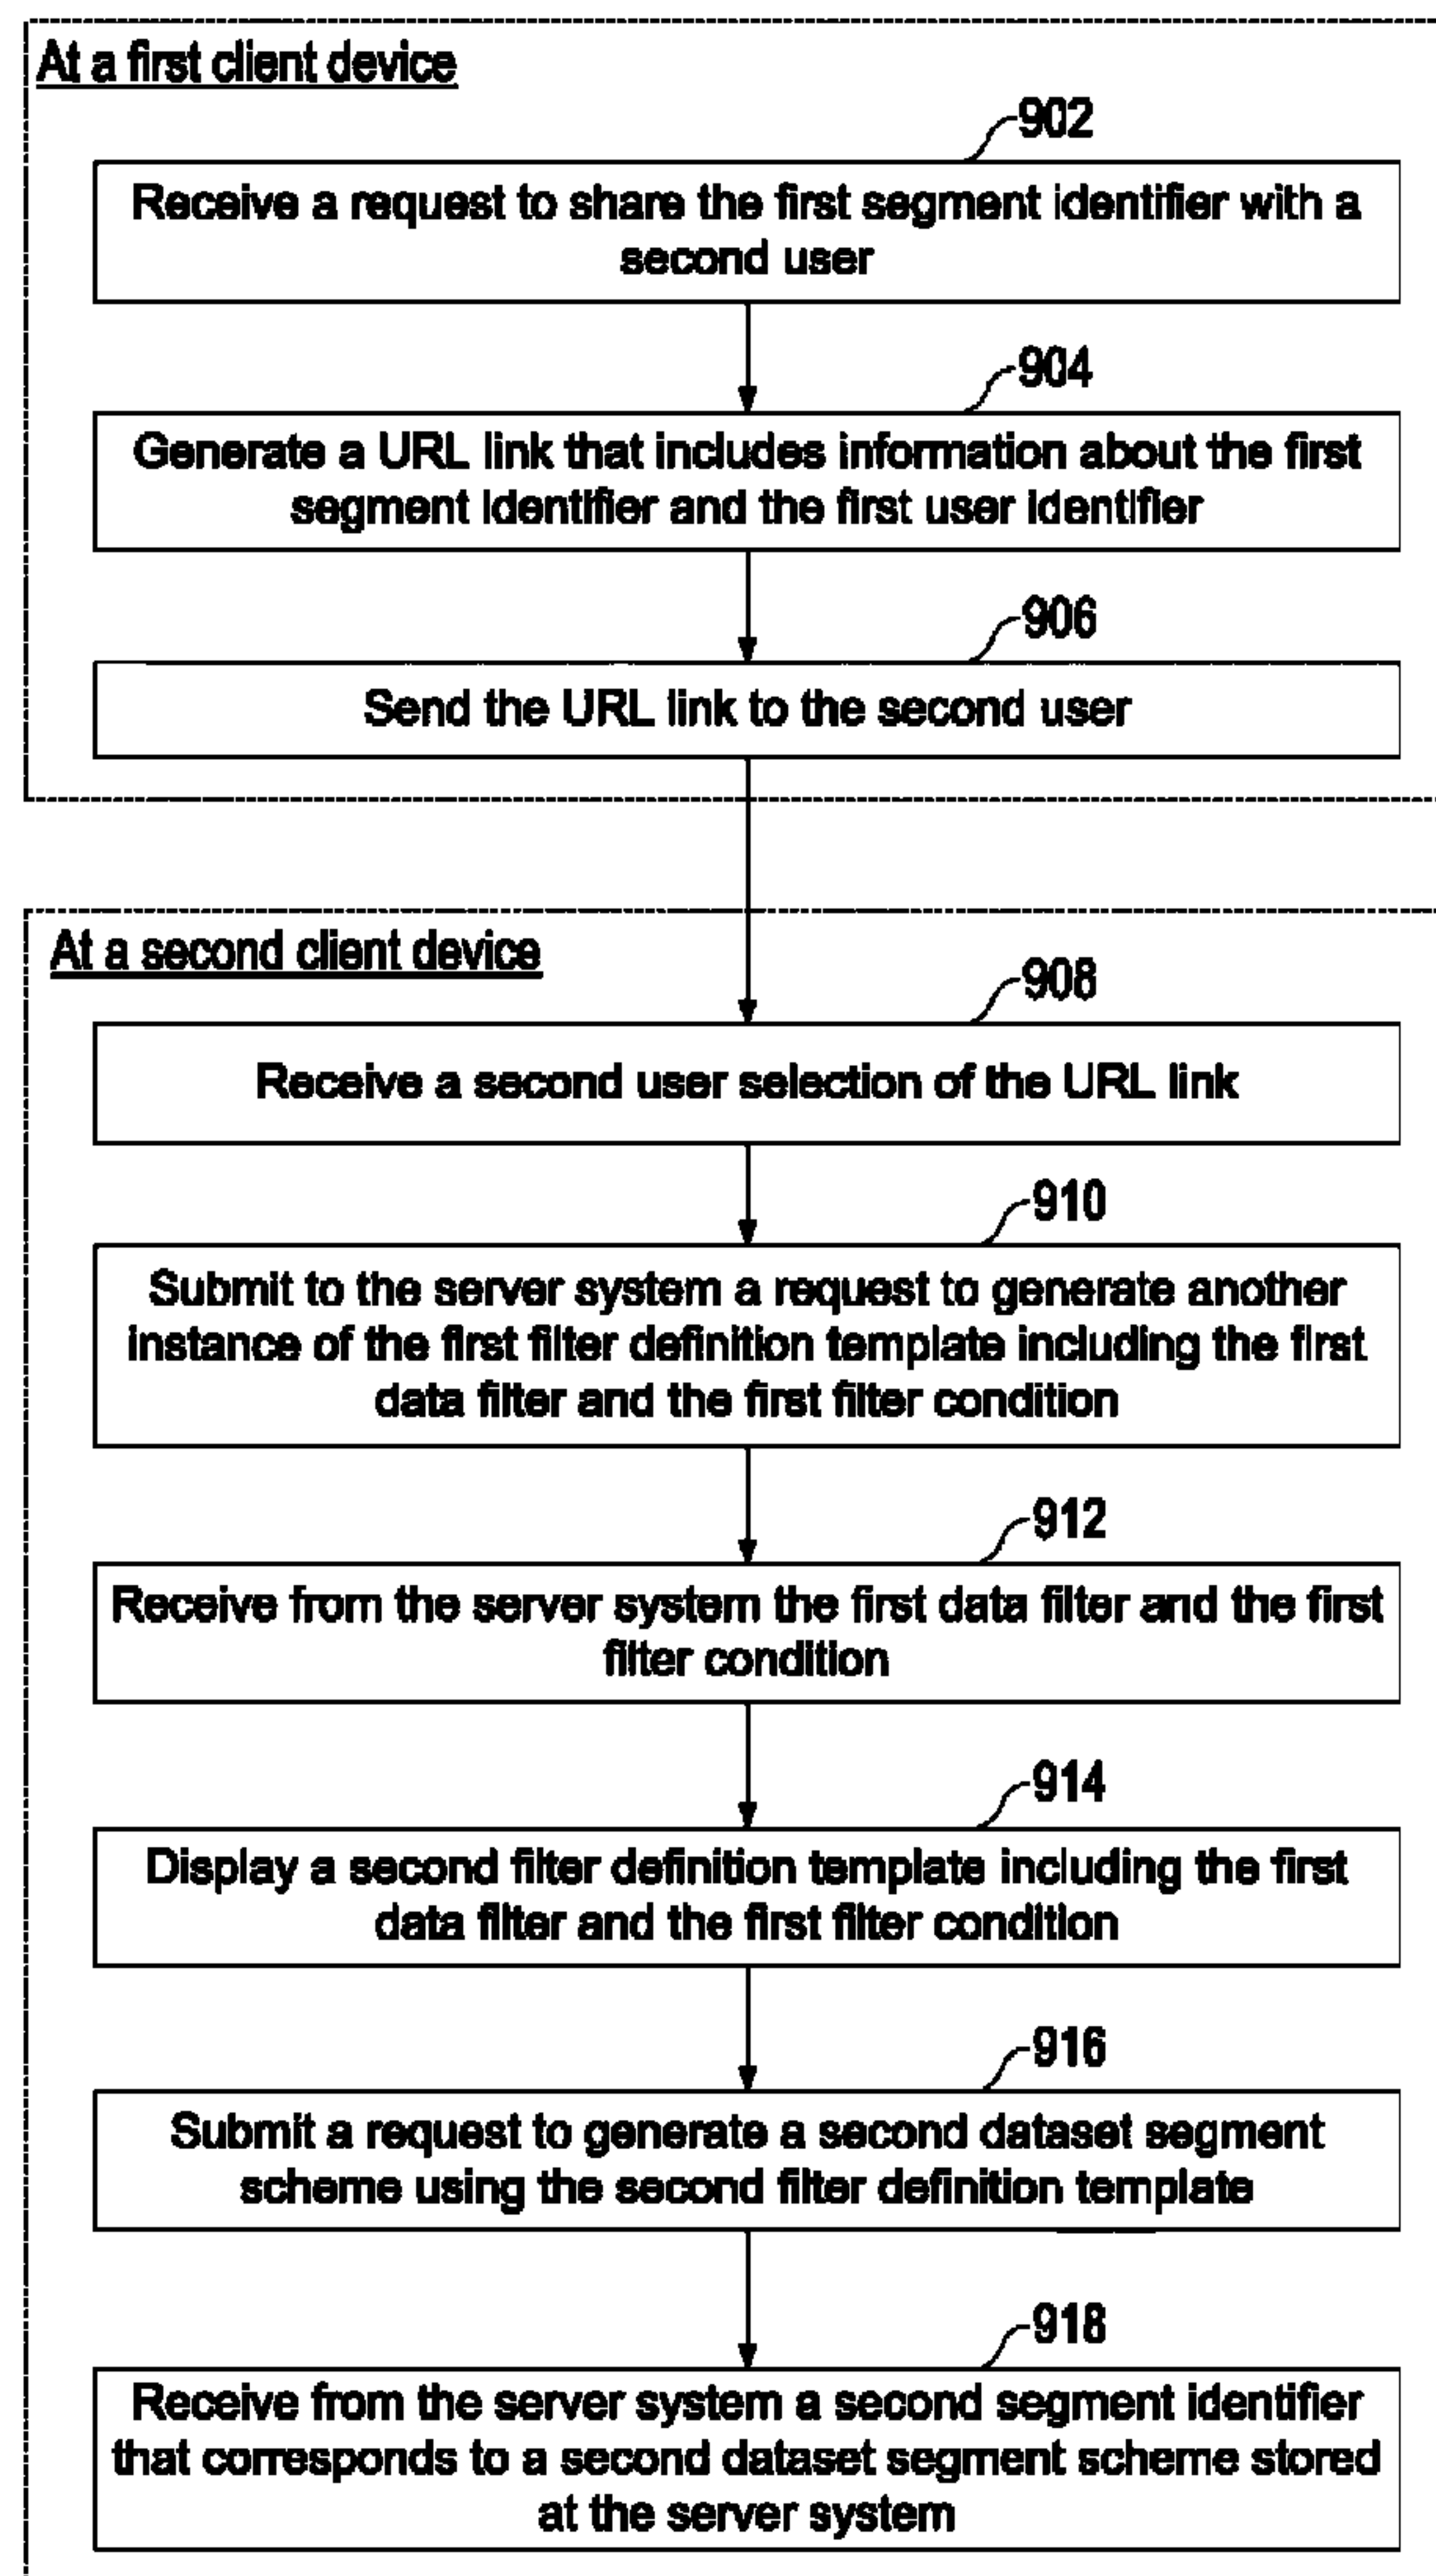 At a first client device
902
Receive a request to share the first segment identifier with a
second user
904
Generate a URL link that includes information about the first
segment identifier and the first user identifier
906
Send the URL link to the second user
At a second client device
908
Receive a second user selection of the URL link
910
Submit to the server system a request to generate another
instance of the first filter definition template including the first
data filter and the first filter condition
912
Receive from the server system the first data filter and the first
filter condition
914
Display a second filter definition template including the first
data filter and the first filter condition
916
Submit a request to generate a second dataset segment
scheme using the second filter definition template
918
Receive from the server system a second segment identifier
that corresponds to a second dataset segment scheme stored
at the server system